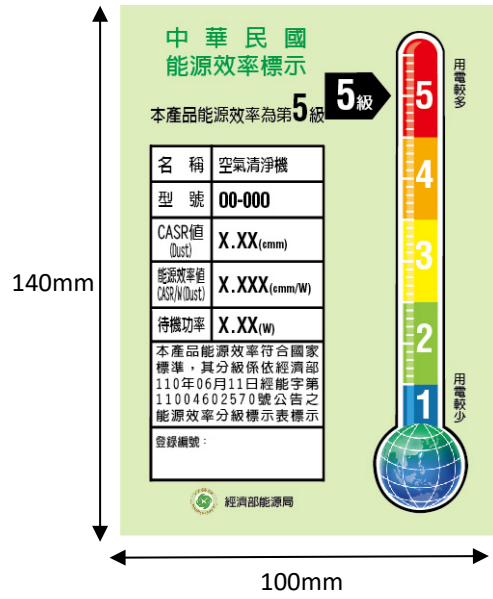 中華民國
能源效率標示
本產品能源效率為第5級
5級
名稱 空氣清淨機
型號 00-000
CASR值
(Dust) X.XX(cmm)
能源效率值
CASR/W(Dust) X.XXX(cmm/W)
待機功率 X.XX(W)
本產品能源效率符合國家
標準，其分級係依經濟部
110年06月11日經能字第
11004602570號公告之
能源效率分級標示表標示
登錄編號：
經濟部能源局
用電較多
5
4
3
2
1
用電較少
140mm
100mm